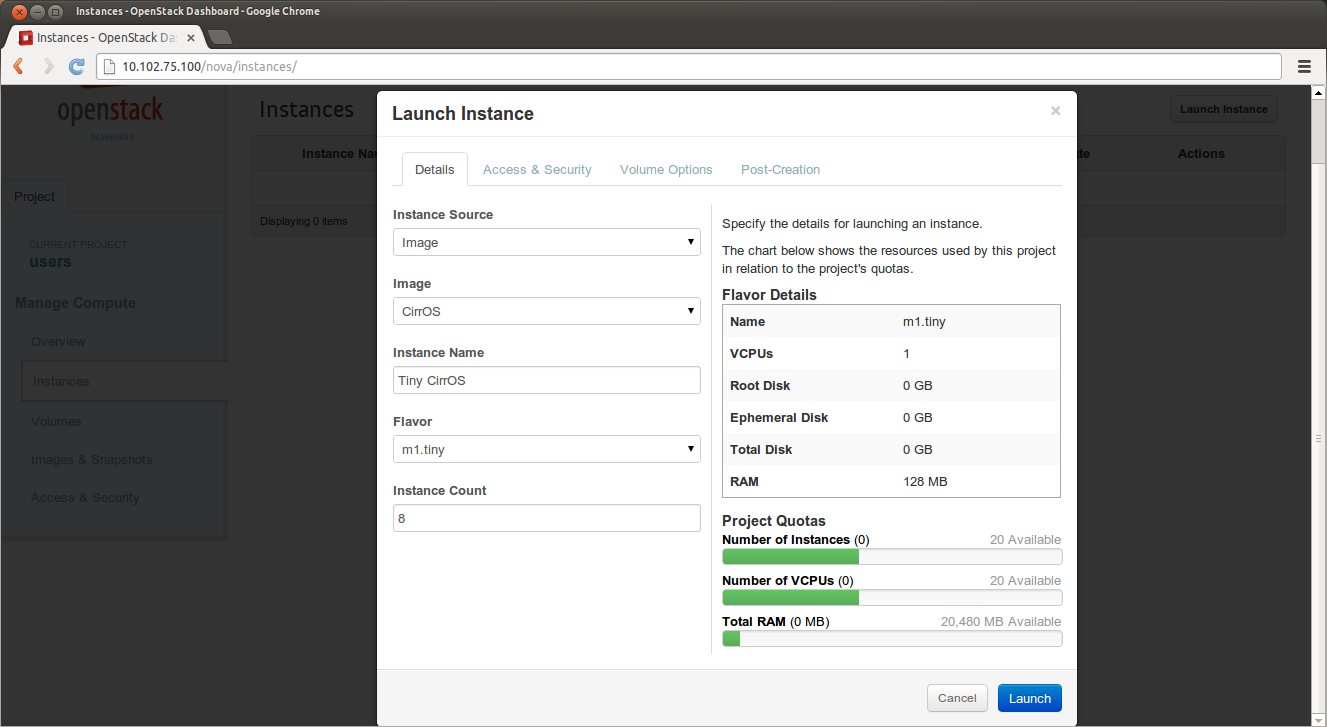 Instances - OpenStack Dashboard - Google Chrome
Instances - OpenStack Da
10.102.75.100/nova/instances/
openstack
DASHBOARD
Project
CURRENT PROJECT
users
Manage Compute
Overview
Instances
Volumes
Images & Snapshots
Access & Security
Instances
Launch Instance
Instance Na
te
Actions
Displaying 0 items
Launch Instance
×
Details
Access & Security
Volume Options
Post-Creation
Instance Source
Image
Image
CirrOS
Instance Name
Tiny CirrOS
Flavor
m1.tiny
Instance Count
8
Specify the details for launching an instance.
The chart below shows the resources used by this project
in relation to the project's quotas.
Flavor Details
Name m1.tiny
VCPUs 1
Root Disk 0 GB
Ephemeral Disk 0 GB
Total Disk 0 GB
RAM 128 MB
Project Quotas
Number of Instances (0) 20 Available
Number of VCPUs (0) 20 Available
Total RAM (0 MB) 20,480 MB Available
Cancel
Launch